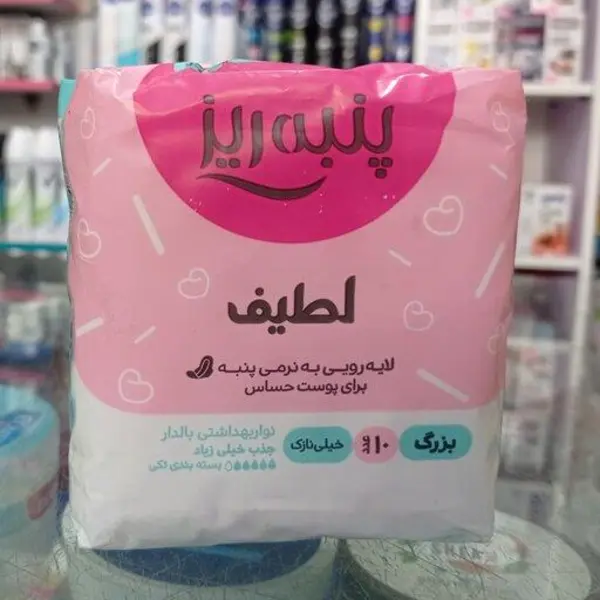 پنبه ریز
لطیف
لایه رویی به نرمی پنبه
برای پوست حساس
بزرگ
۱۰ عدد
خیلی نازک
نوار بهداشتی بالدار
جذب خیلی زیاد
بسته بندی تکی